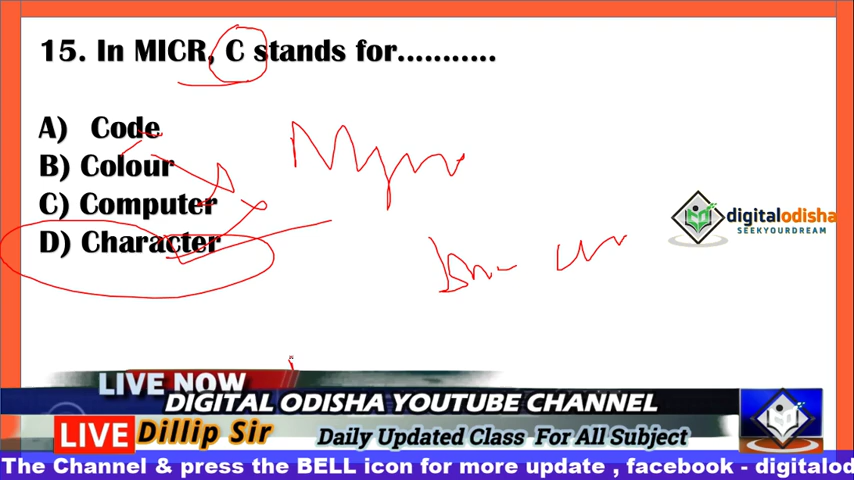 15. In MICR, C stands for...........
A) Code
B) Colour
C) Computer
D) Character
digitalodisha
SEEKYOURDREAM
LIVE NOW
DIGITAL ODISHA YOUTUBE CHANNEL
LIVE Dillip Sir Daily Updated Class For All Subject
The Channel & press the BELL icon for more update , facebook - digitalod